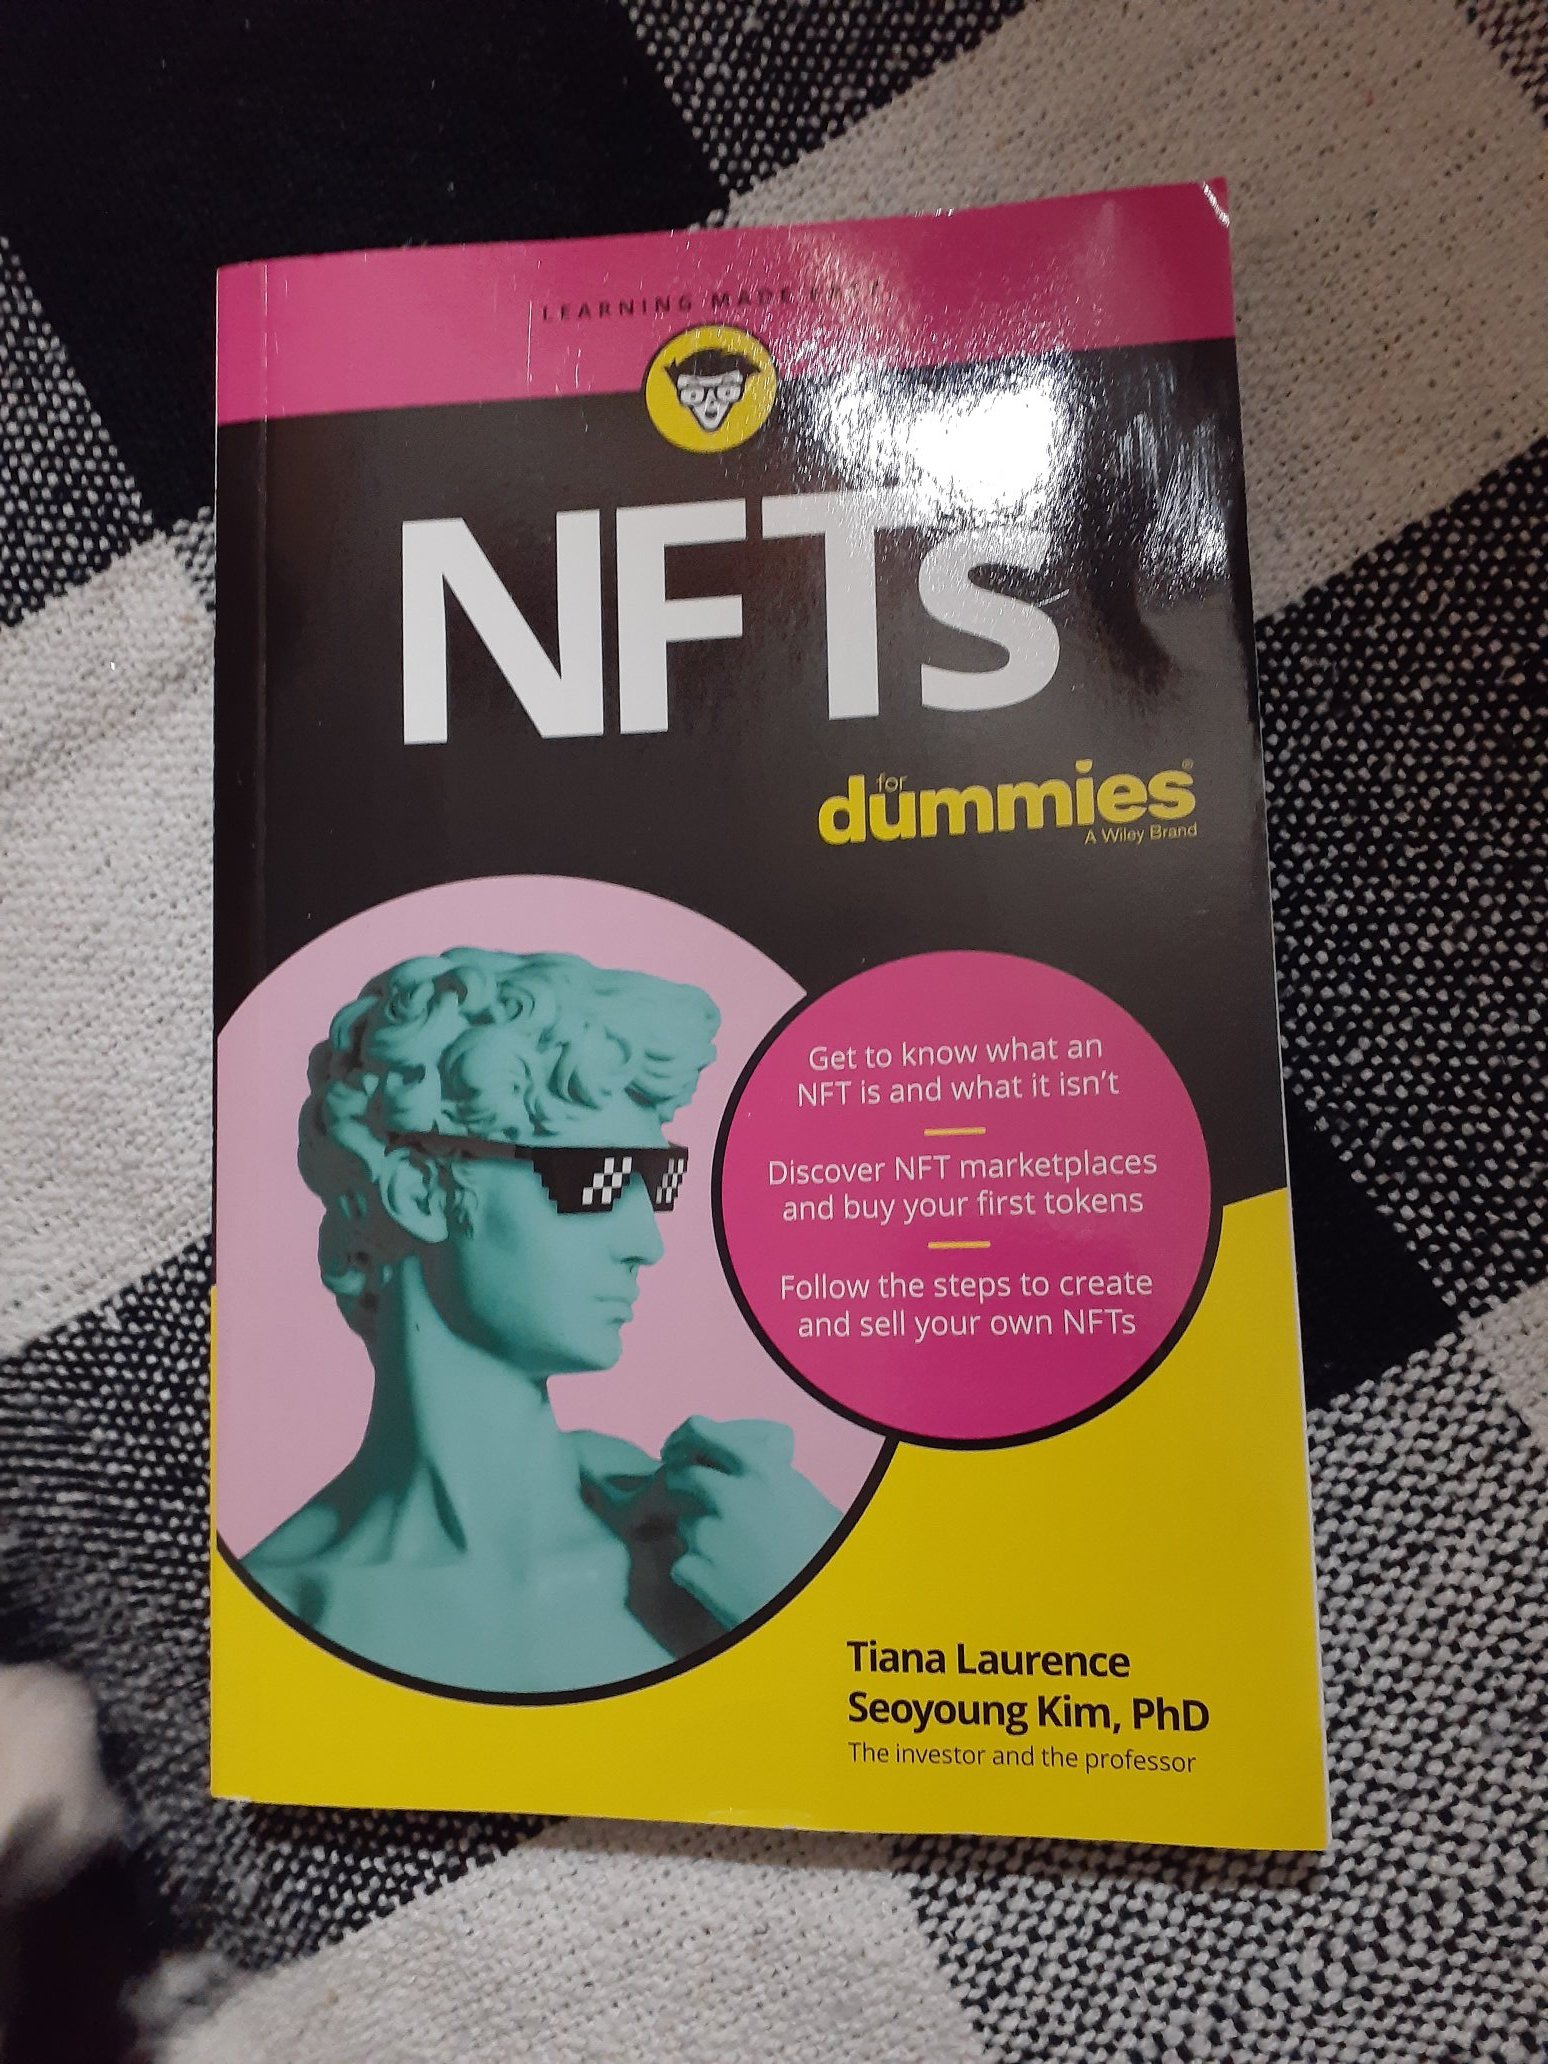 LEARNING MADE EASY
NFTs
for
dummies®
A Wiley Brand
Get to know what an
NFT is and what it isn't
Discover NFT marketplaces
and buy your first tokens
Follow the steps to create
and sell your own NFTs
Tiana Laurence
Seoyoung Kim, PhD
The investor and the professor